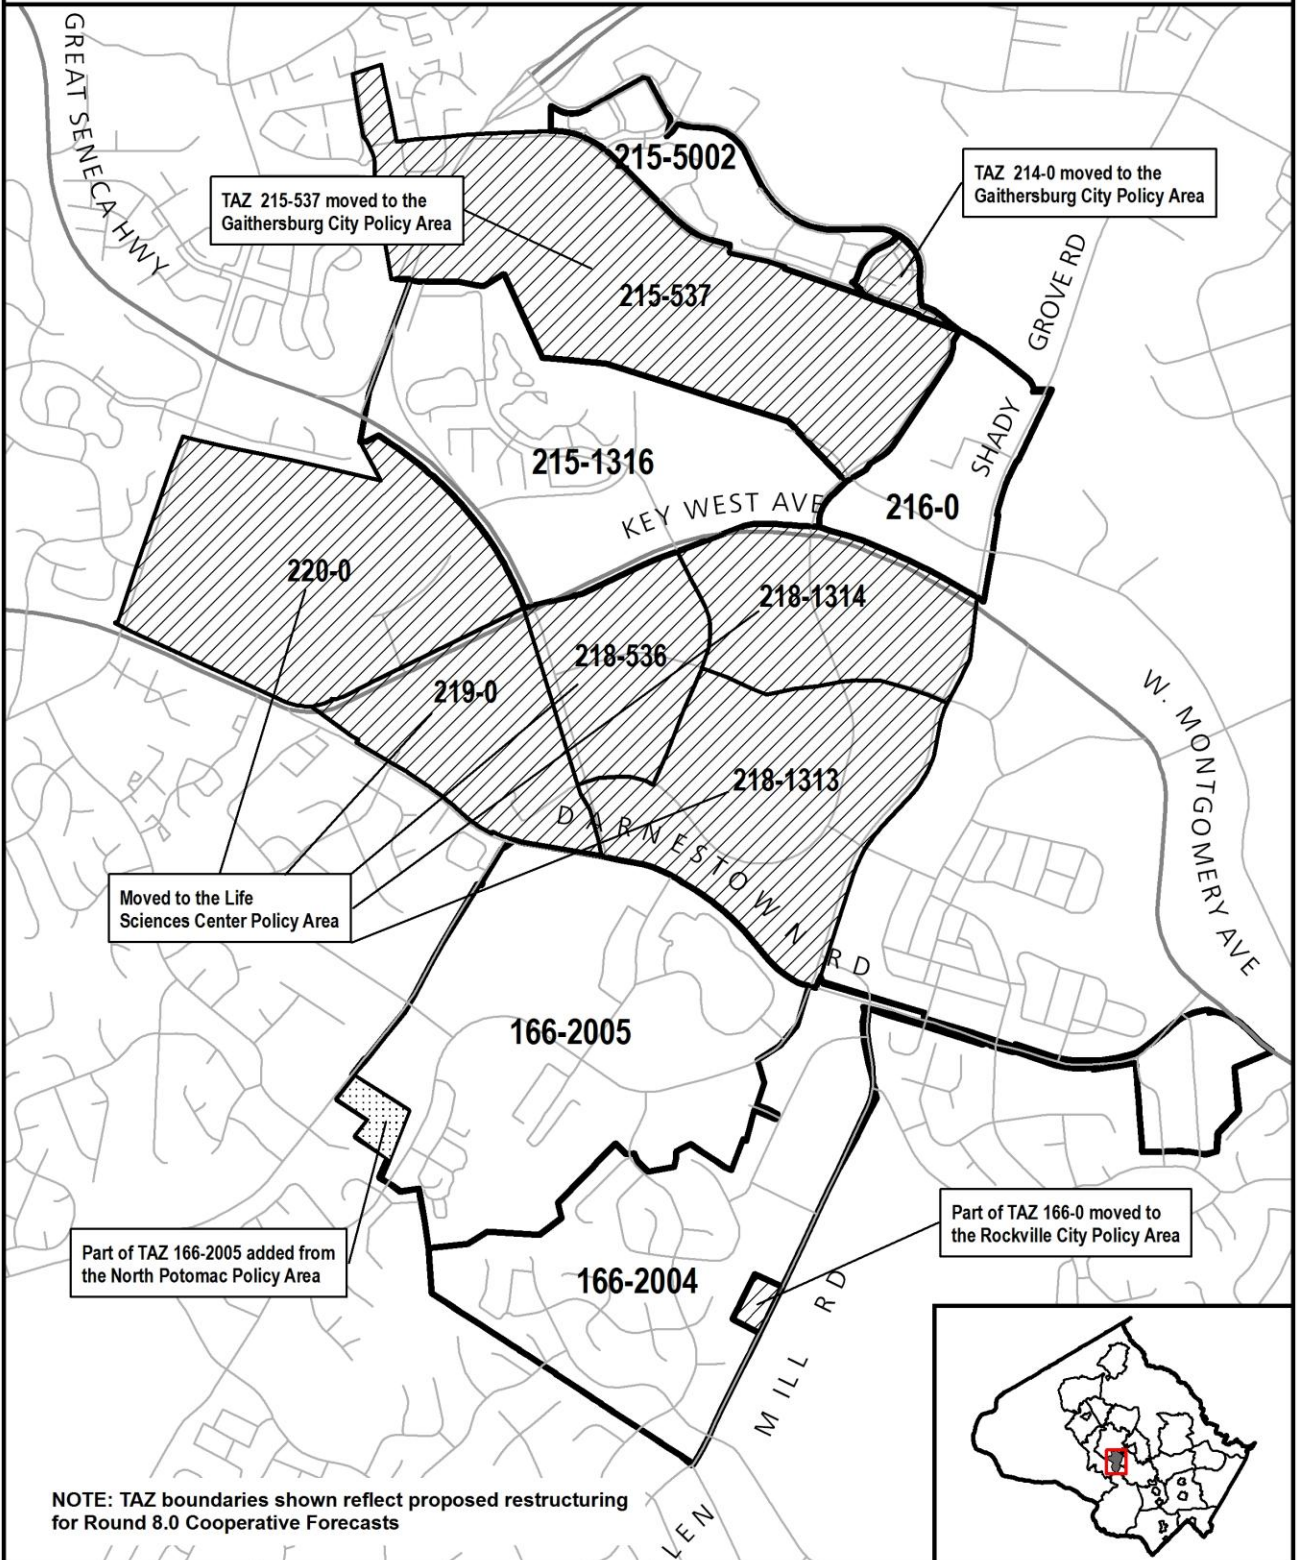 GREAT SENECA HWY
215-5002
TAZ 215-537 moved to the
Gaithersburg City Policy Area
TAZ 214-0 moved to the
Gaithersburg City Policy Area
215-537
SHADY GROVE RD
215-1316
KEY WEST AVE
216-0
220-0
218-1314
218-536
219-0
W. MONTGOMERY AVE
218-1313
DARNESTOWN RD
Moved to the Life
Sciences Center Policy Area
166-2005
Part of TAZ 166-0 moved to
the Rockville City Policy Area
Part of TAZ 166-2005 added from
the North Potomac Policy Area
166-2004
LEN MILL RD
NOTE: TAZ boundaries shown reflect proposed restructuring
for Round 8.0 Cooperative Forecasts